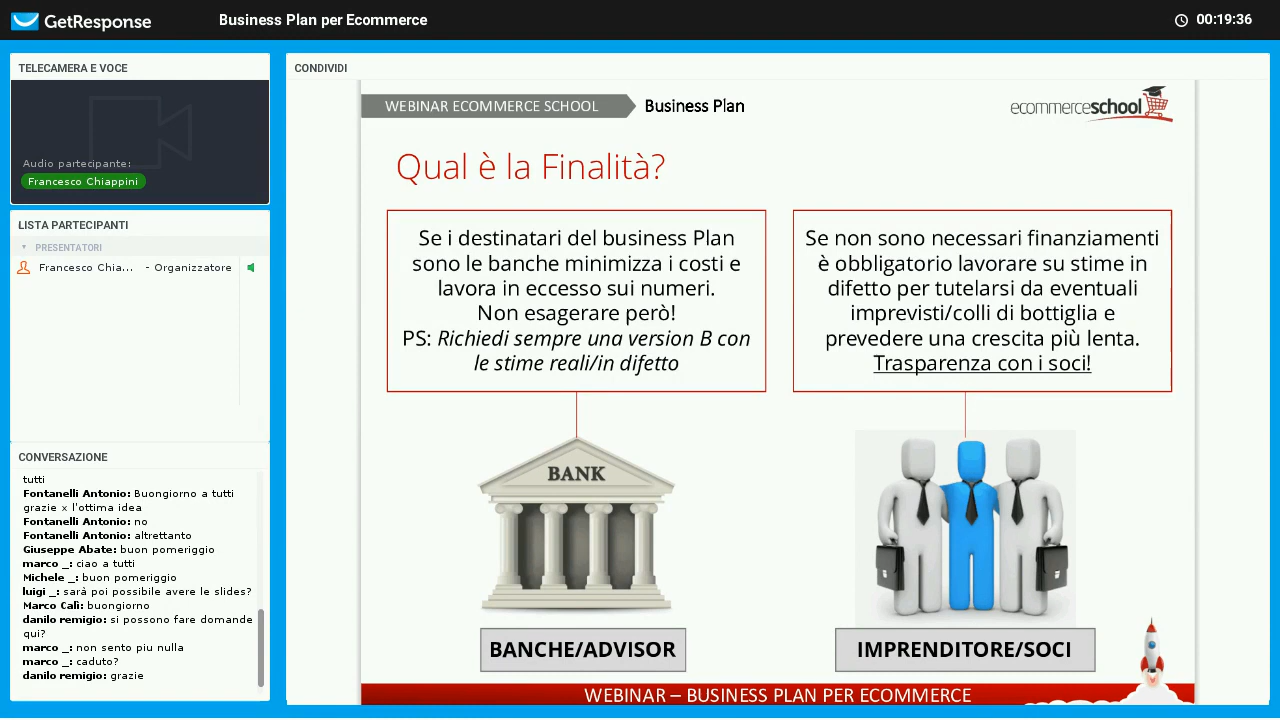 GetResponse
Business Plan per Ecommerce
00:19:36
TELECAMERA E VOCE
Audio partecipante:
Francesco Chiappini
LISTA PARTECIPANTI
PRESENTATORI
Francesco Chia... - Organizzatore
CONVERSAZIONE
tutti
Fontanelli Antonio: Buongiorno a tutti
grazie x l'ottima idea
Fontanelli Antonio: no
Fontanelli Antonio: altrettanto
Giuseppe Abate: buon pomeriggio
marco _: ciao a tutti
Michele _: buon pomeriggio
luigi _: sarà poi possibile avere le slides?
Marco Calì: buongiorno
danilo remigio: si possono fare domande
qui?
marco _: non sento piu nulla
marco _: caduto?
danilo remigio: grazie
CONDIVIDI
WEBINAR ECOMMERCE SCHOOL
Business Plan
ecommerceschool
Qual è la Finalità?
Se i destinatari del business Plan
sono le banche minimizza i costi e
lavora in eccesso sui numeri.
Non esagerare però!
PS: Richiedi sempre una version B con
le stime reali/in difetto
Se non sono necessari finanziamenti
è obbligatorio lavorare su stime in
difetto per tutelarsi da eventuali
imprevisti/colli di bottiglia e
prevedere una crescita più lenta.
Trasparenza con i soci!
BANK
BANCHE/ADVISOR
IMPRENDITORE/SOCI
WEBINAR – BUSINESS PLAN PER ECOMMERCE